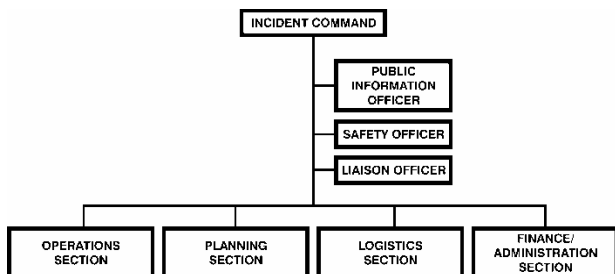 INCIDENT COMMAND
PUBLIC
INFORMATION
OFFICER
SAFETY OFFICER
LIAISON OFFICER
OPERATIONS
SECTION
PLANNING
SECTION
LOGISTICS
SECTION
FINANCE/
ADMINISTRATION
SECTION